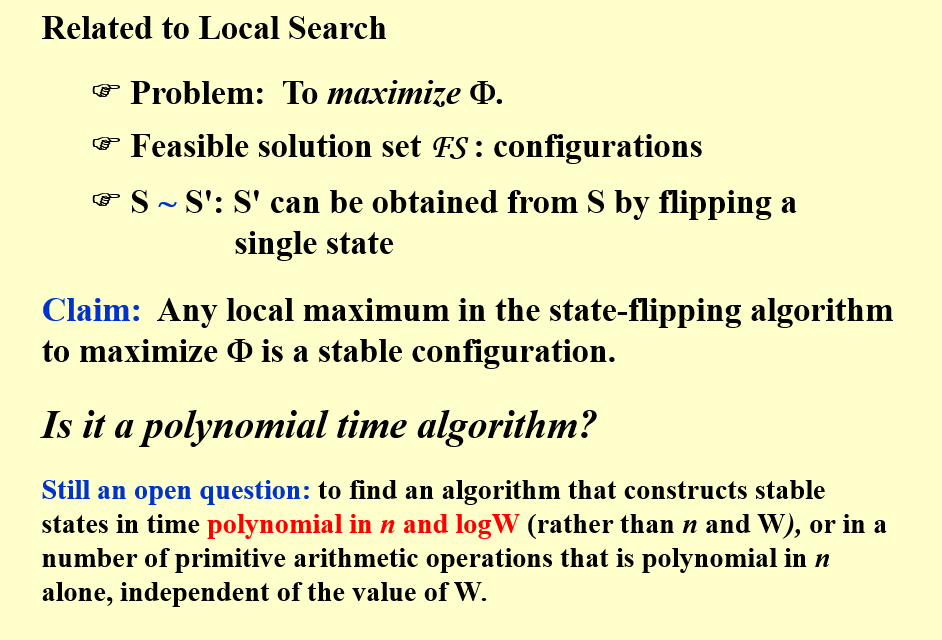 Related to Local Search
☞ Problem: To maximize Φ.
☞ Feasible solution set ℱS : configurations
☞ S ~ S': S' can be obtained from S by flipping a
single state
Claim: Any local maximum in the state-flipping algorithm
to maximize Φ is a stable configuration.
Is it a polynomial time algorithm?
Still an open question: to find an algorithm that constructs stable
states in time polynomial in n and logW (rather than n and W), or in a
number of primitive arithmetic operations that is polynomial in n
alone, independent of the value of W.